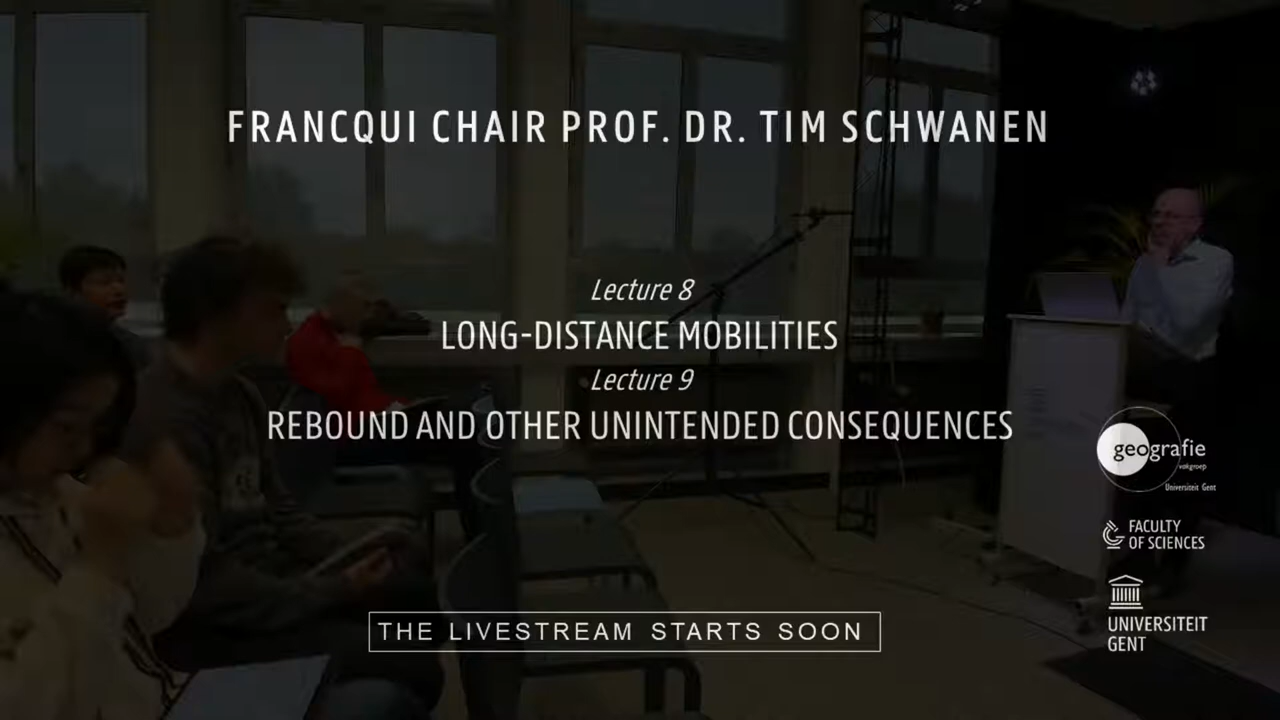 FRANCQUI CHAIR PROF. DR. TIM SCHWANEN
Lecture 8
LONG-DISTANCE MOBILITIES
Lecture 9
REBOUND AND OTHER UNINTENDED CONSEQUENCES
geografie
vakgroep
Universiteit Gent
FACULTY
OF SCIENCES
UNIVERSITEIT
GENT
THE LIVESTREAM STARTS SOON